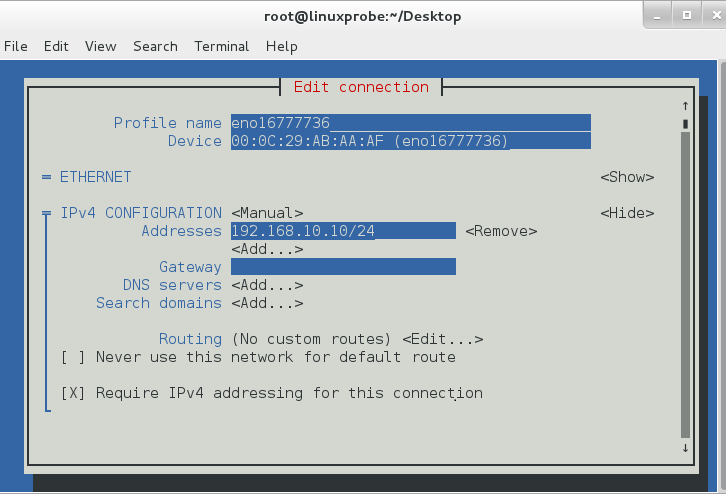 root@linuxprobe:~/Desktop
File Edit View Search Terminal Help
Edit connection
Profile name eno16777736
Device 00:0C:29:AB:AA:AF (eno16777736)
= ETHERNET <Show>
= IPv4 CONFIGURATION <Manual> <Hide>
Addresses 192.168.10.10/24 <Remove>
<Add...>
Gateway
DNS servers <Add...>
Search domains <Add...>
Routing (No custom routes) <Edit...>
[ ] Never use this network for default route
[X] Require IPv4 addressing for this connection